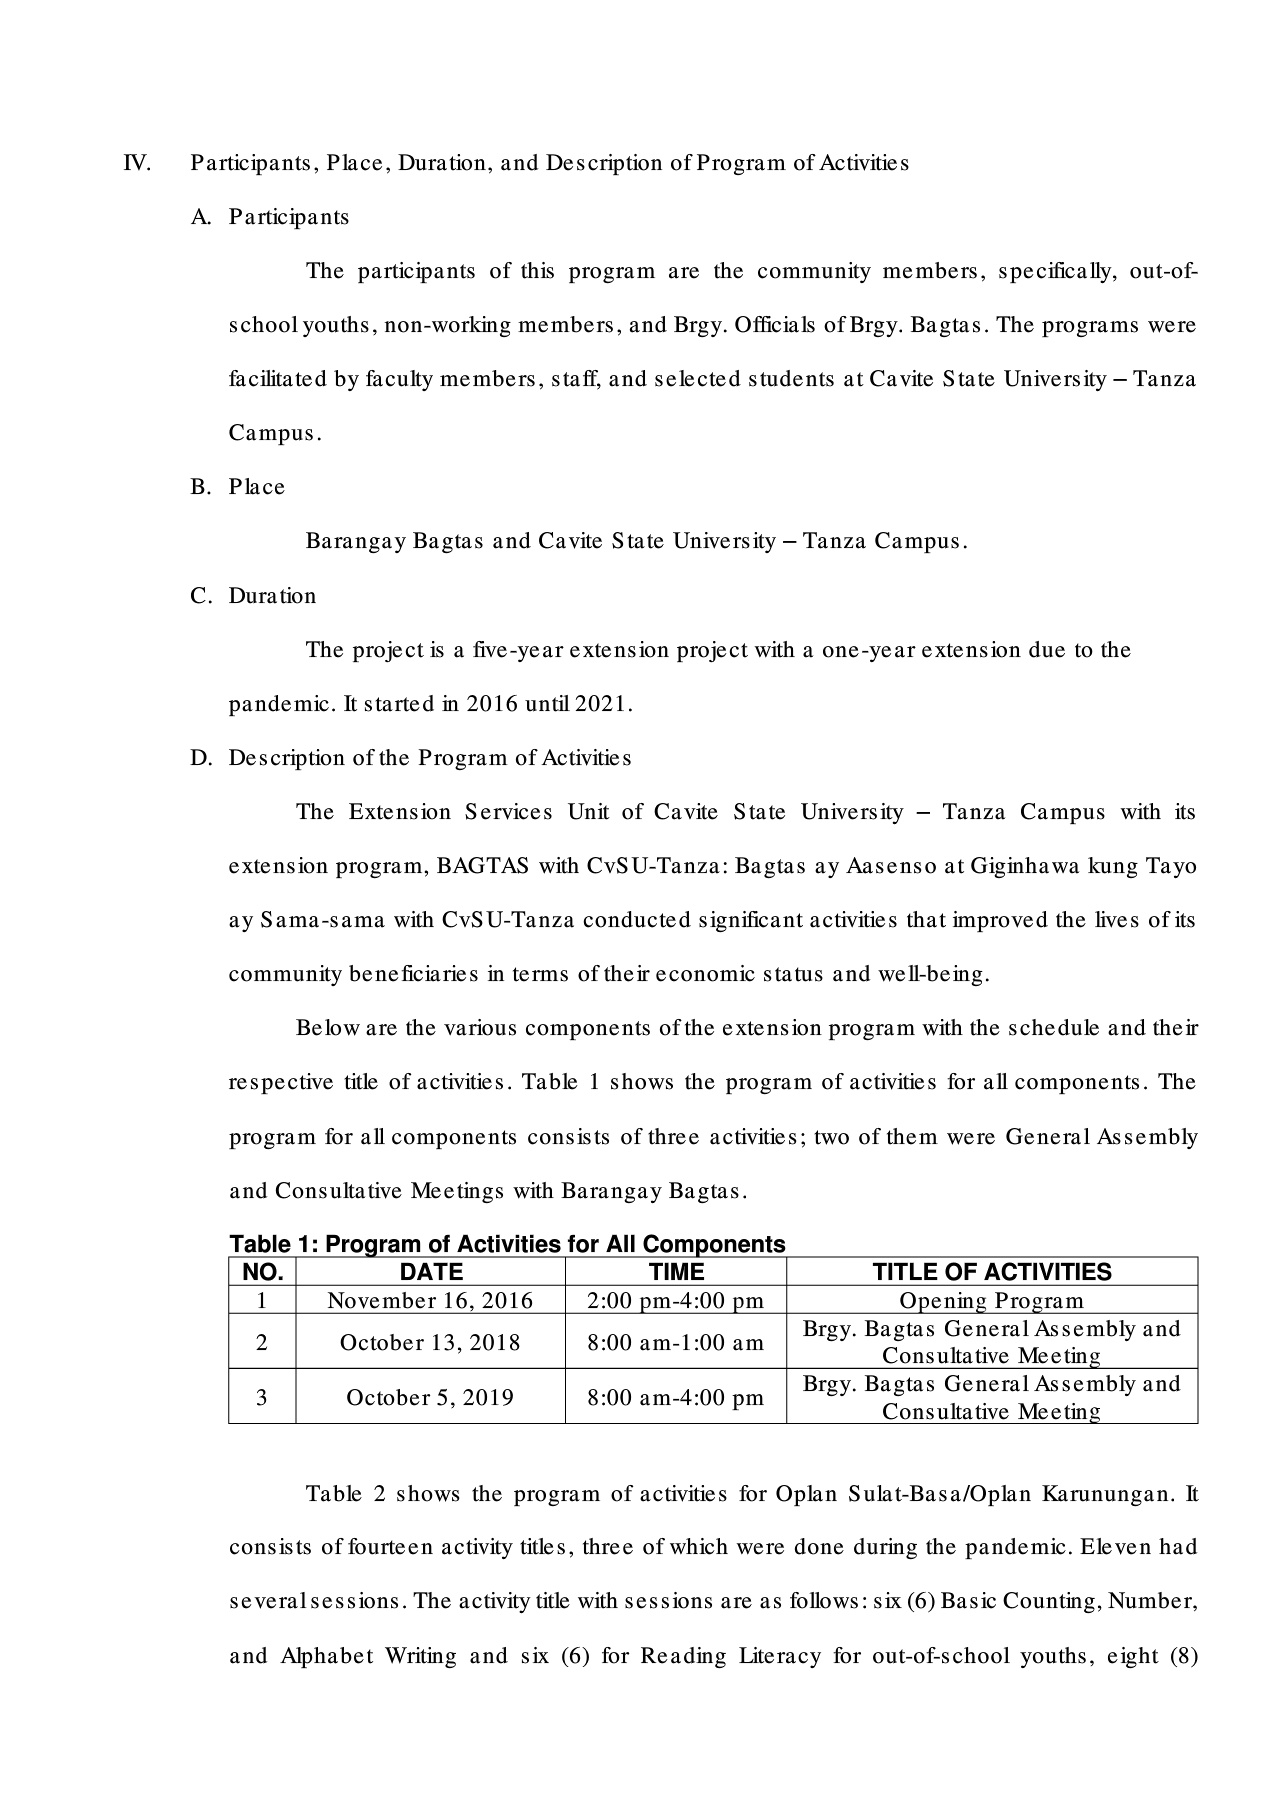 IV. Participants, Place, Duration, and Description of Program of Activities
A. Participants
The participants of this program are the community members, specifically, out-of-
school youths, non-working members, and Brgy. Officials of Brgy. Bagtas. The programs were
facilitated by faculty members, staff, and selected students at Cavite State University – Tanza
Campus.
B. Place
Barangay Bagtas and Cavite State University – Tanza Campus.
C. Duration
The project is a five-year extension project with a one-year extension due to the
pandemic. It started in 2016 until 2021.
D. Description of the Program of Activities
The Extension Services Unit of Cavite State University – Tanza Campus with its
extension program, BAGTAS with CvSU-Tanza: Bagtas ay Aasenso at Giginhawa kung Tayo
ay Sama-sama with CvSU-Tanza conducted significant activities that improved the lives of its
community beneficiaries in terms of their economic status and well-being.
Below are the various components of the extension program with the schedule and their
respective title of activities. Table 1 shows the program of activities for all components. The
program for all components consists of three activities; two of them were General Assembly
and Consultative Meetings with Barangay Bagtas.
Table 1: Program of Activities for All Components
NO. DATE TIME TITLE OF ACTIVITIES
1 November 16, 2016 2:00 pm-4:00 pm Opening Program
2 October 13, 2018 8:00 am-1:00 am Brgy. Bagtas General Assembly and
Consultative Meeting
3 October 5, 2019 8:00 am-4:00 pm Brgy. Bagtas General Assembly and
Consultative Meeting
Table 2 shows the program of activities for Oplan Sulat-Basa/Oplan Karunungan. It
consists of fourteen activity titles, three of which were done during the pandemic. Eleven had
several sessions. The activity title with sessions are as follows: six (6) Basic Counting, Number,
and Alphabet Writing and six (6) for Reading Literacy for out-of-school youths, eight (8)